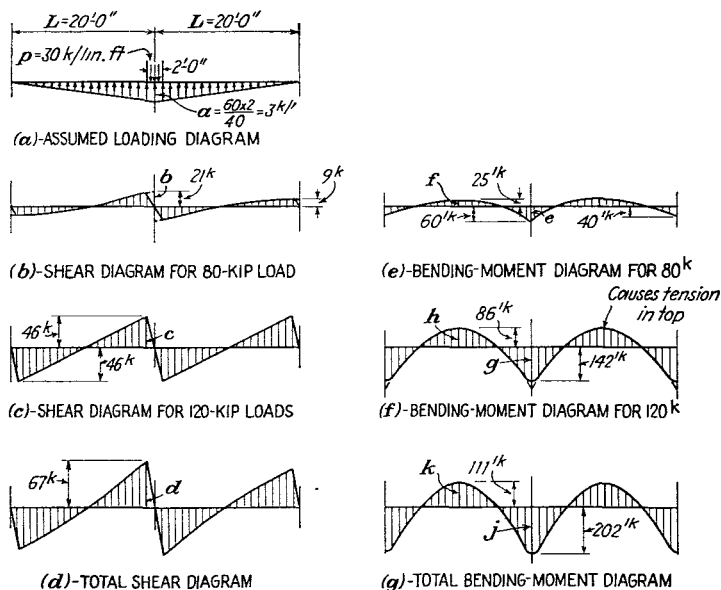 L=20'-0" L=20'-0"
p=30 k/lin.ft
2'-0"
a = 60x2/40 = 3 k/'
(a)-ASSUMED LOADING DIAGRAM
b 21k 9k
(b)-SHEAR DIAGRAM FOR 80-KIP LOAD
f 25'k
60'k e 40'k
(e)-BENDING-MOMENT DIAGRAM FOR 80k
46k c
46k
(c)-SHEAR DIAGRAM FOR 120-KIP LOADS
Causes tension
in top
h 86'k
g 142'k
(f)-BENDING-MOMENT DIAGRAM FOR 120k
67k d
(d)-TOTAL SHEAR DIAGRAM
k 111'k
j 202'k
(g)-TOTAL BENDING-MOMENT DIAGRAM